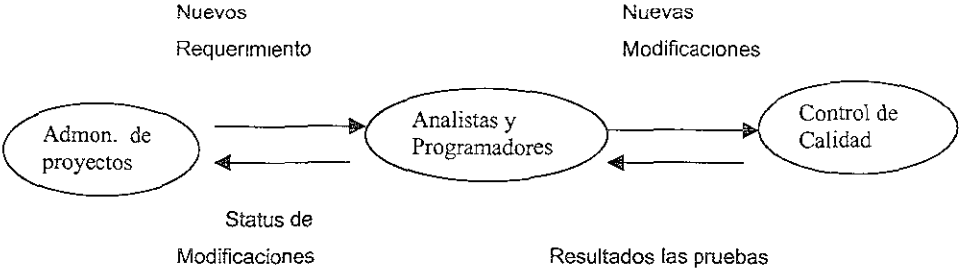 Nuevos
Requerimiento
Nuevas
Modificaciones
Admon. de
proyectos
Analistas y
Programadores
Control de
Calidad
Status de
Modificaciones
Resultados las pruebas